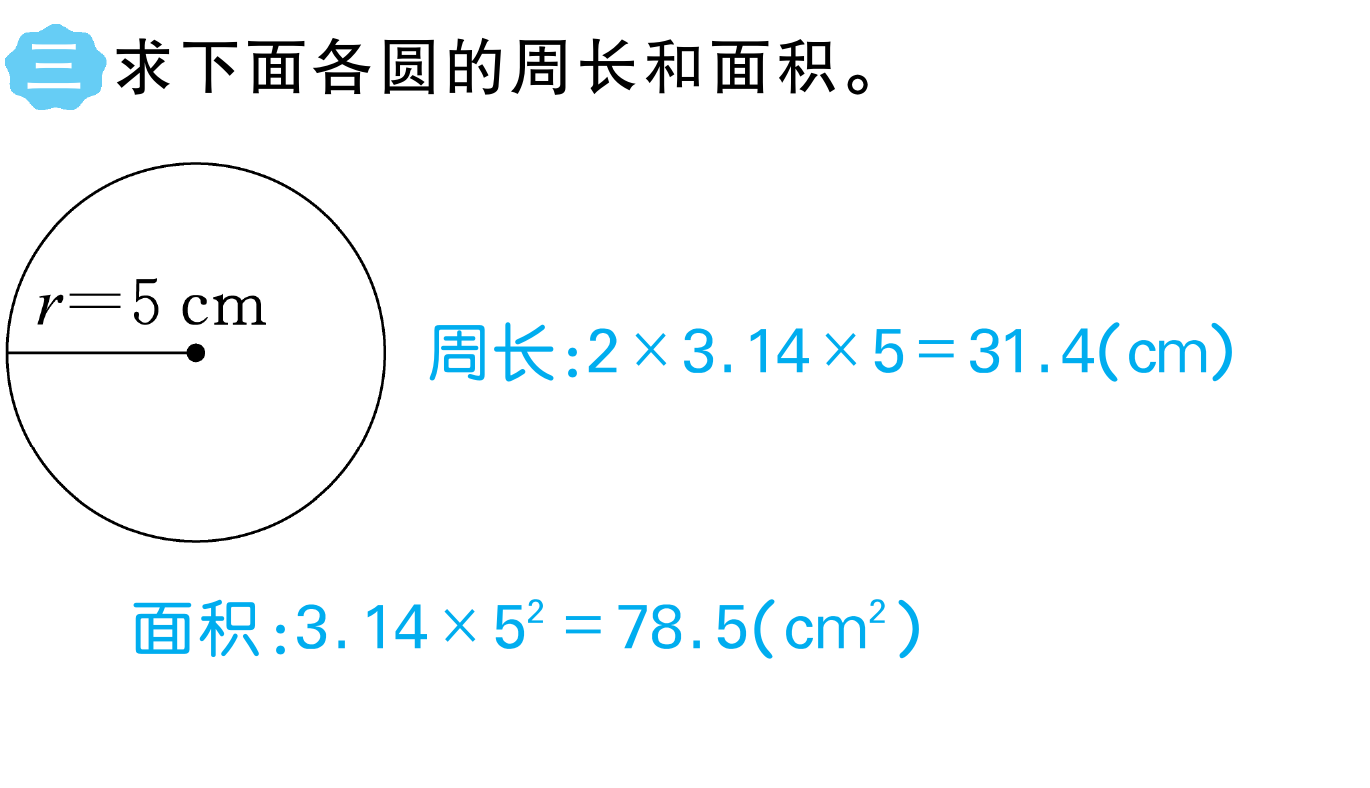 三 求下面各圆的周长和面积。
r=5 cm
周长:2×3.14×5=31.4(cm)
面积:3.14×5²=78.5(cm²)